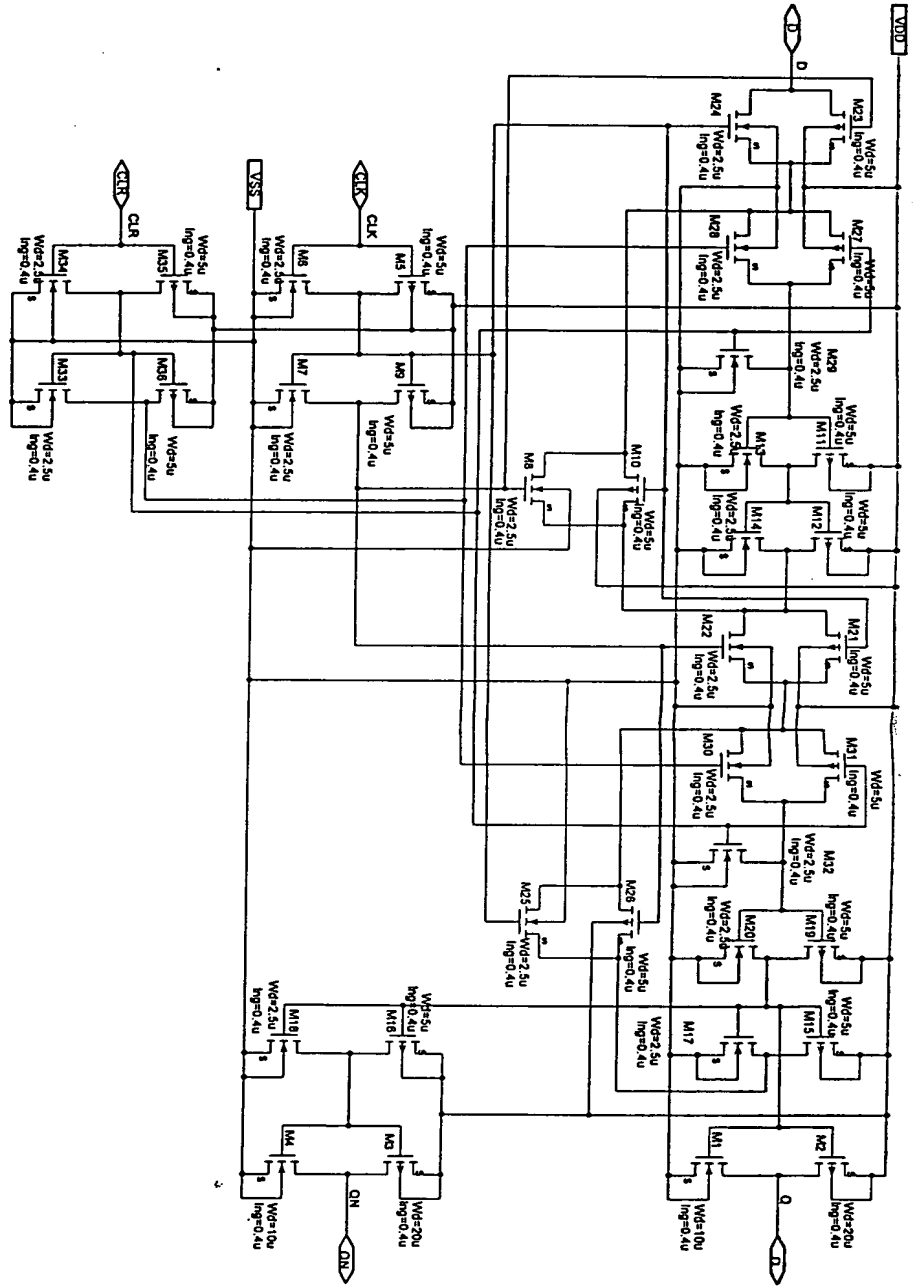 VDD
D
D
M23
Wd=5u
lng=0.4u
M24
Wd=2.5u
lng=0.4u
M27
Wd=5u
lng=0.4u
M28
Wd=2.5u
lng=0.4u
M29
Wd=2.5u
lng=0.4u
M11
Wd=5u
lng=0.4u
M13
Wd=2.5u
lng=0.4u
M12
Wd=5u
lng=0.4u
M14
Wd=2.5u
lng=0.4u
M21
Wd=5u
lng=0.4u
M22
Wd=2.5u
lng=0.4u
M31
Wd=5u
lng=0.4u
M30
Wd=2.5u
lng=0.4u
M32
Wd=2.5u
lng=0.4u
M19
Wd=5u
lng=0.4u
M20
Wd=2.5u
lng=0.4u
M15
Wd=5u
lng=0.4u
M17
Wd=2.5u
lng=0.4u
M2
Wd=20u
lng=0.4u
M1
Wd=10u
lng=0.4u
Q
Q
M10
Wd=5u
lng=0.4u
M8
Wd=2.5u
lng=0.4u
M26
Wd=5u
lng=0.4u
M25
Wd=2.5u
lng=0.4u
CLK
CLK
M5
Wd=5u
lng=0.4u
M6
Wd=2.5u
lng=0.4u
M9
Wd=5u
lng=0.4u
M7
Wd=2.5u
lng=0.4u
M16
Wd=5u
lng=0.4u
M18
Wd=2.5u
lng=0.4u
M3
Wd=20u
lng=0.4u
M4
Wd=10u
lng=0.4u
QN
QN
VSS
CLR
CLR
M35
Wd=5u
lng=0.4u
M34
Wd=2.5u
lng=0.4u
M36
Wd=5u
lng=0.4u
M33
Wd=2.5u
lng=0.4u